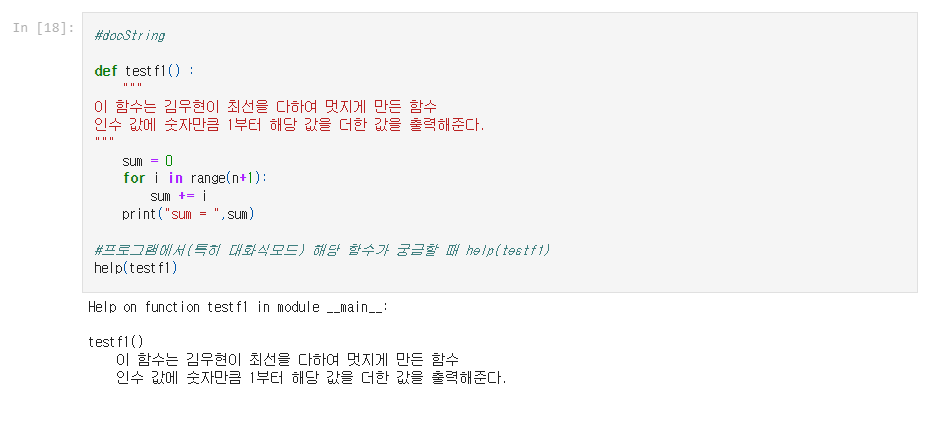 In [18]:
#docString
def testf1() :
    """
이 함수는 김우현이 최선을 다하여 멋지게 만든 함수
인수 값에 숫자만큼 1부터 해당 값을 더한 값을 출력해준다.
"""
    sum = 0
    for i in range(n+1):
        sum += i
    print("sum = ",sum)
#프로그램에서(특히 대화식모드) 해당 함수가 궁금할 때 help(testf1)
help(testf1)
Help on function testf1 in module __main__:
testf1()
    이 함수는 김우현이 최선을 다하여 멋지게 만든 함수
    인수 값에 숫자만큼 1부터 해당 값을 더한 값을 출력해준다.